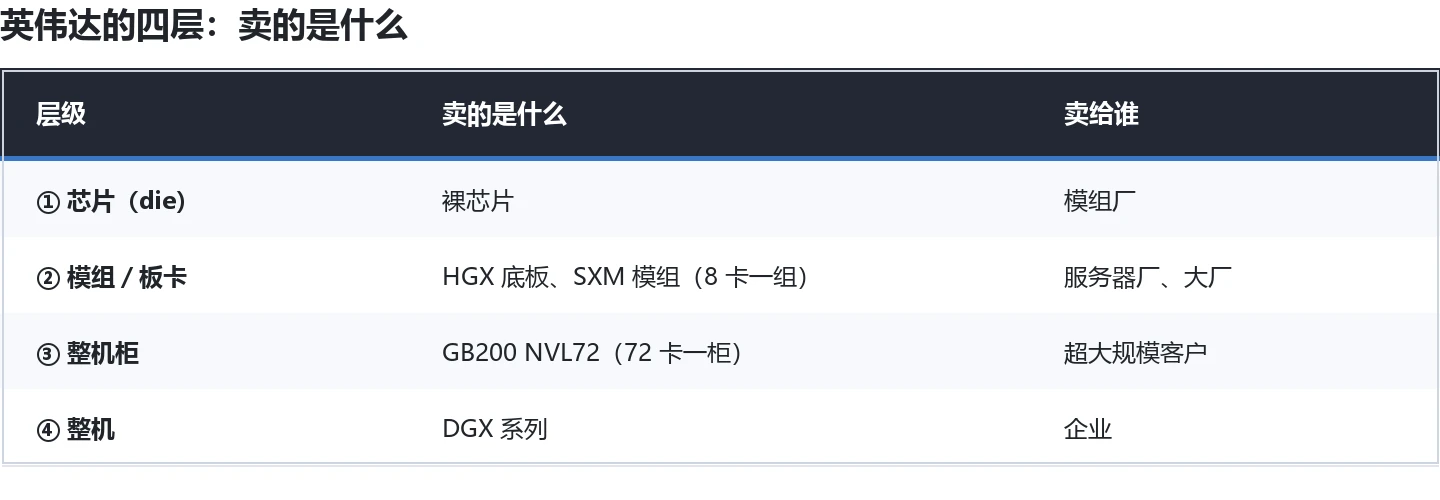 英伟达的四层：卖的是什么
层级 卖的是什么 卖给谁
① 芯片（die） 裸芯片 模组厂
② 模组 / 板卡 HGX 底板、SXM 模组（8 卡一组） 服务器厂、大厂
③ 整机柜 GB200 NVL72（72 卡一柜） 超大规模客户
④ 整机 DGX 系列 企业